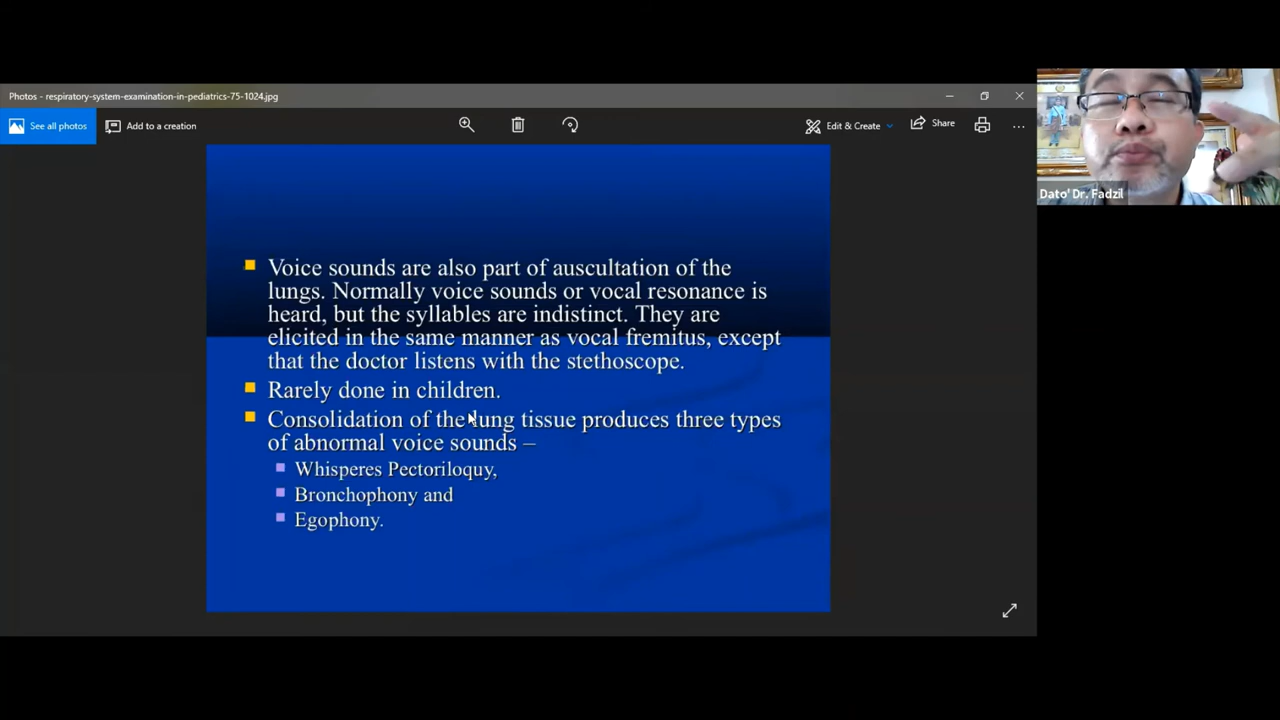 Photos - respiratory-system-examination-in-pediatrics-75-1024.jpg
See all photos
Add to a creation
Edit & Create
Share
Dato' Dr. Fadzil
Voice sounds are also part of auscultation of the
lungs. Normally voice sounds or vocal resonance is
heard, but the syllables are indistinct. They are
elicited in the same manner as vocal fremitus, except
that the doctor listens with the stethoscope.
Rarely done in children.
Consolidation of the lung tissue produces three types
of abnormal voice sounds –
Whisperes Pectoriloquy,
Bronchophony and
Egophony.